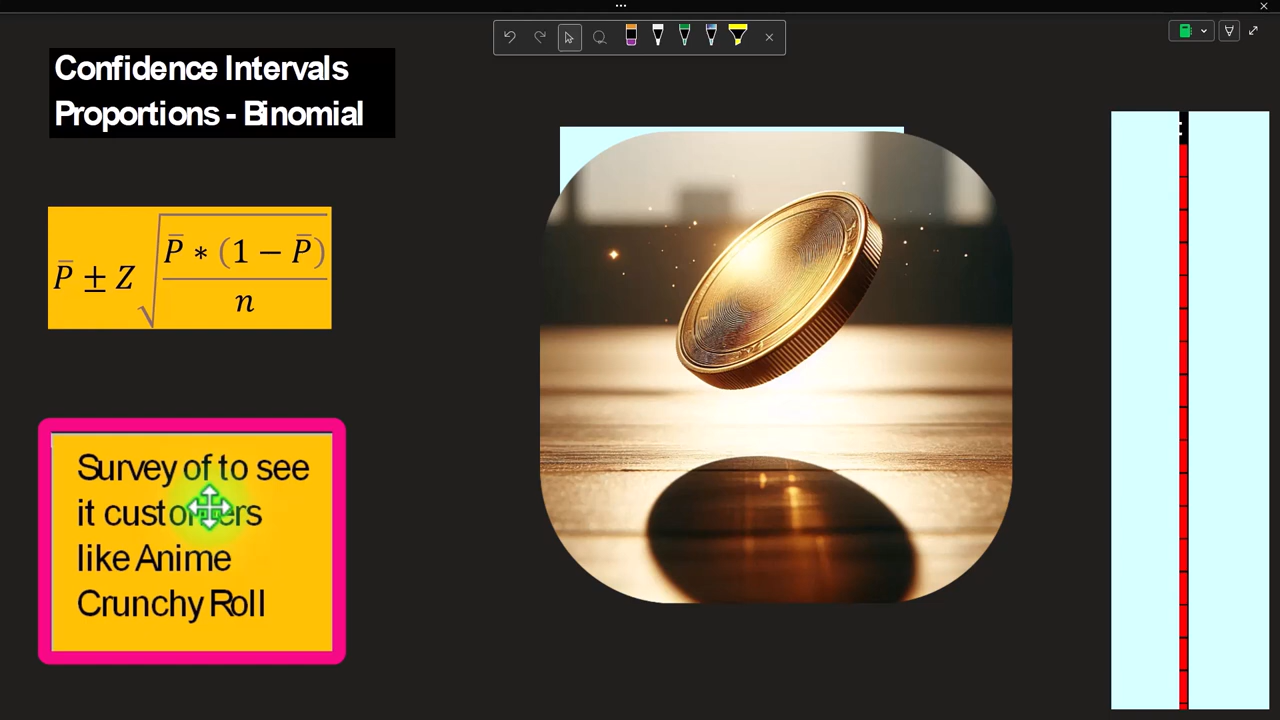 Confidence Intervals
Proportions - Binomial
P̅ ± Z √(P̅ * (1 − P̅) / n)
Survey of to see
it customers
like Anime
Crunchy Roll